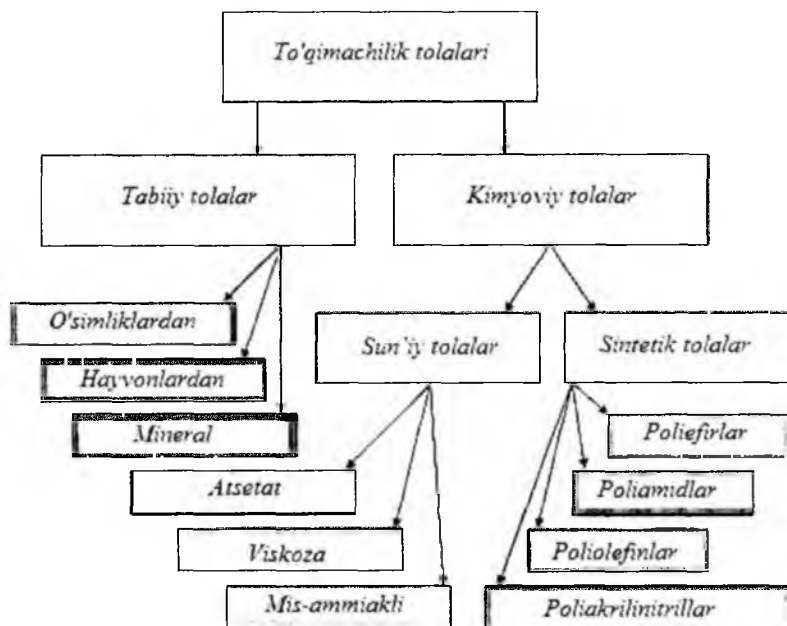 To'qimachilik tolalari
Tabiiy tolalar
Kimyoviy tolalar
O'simliklardan
Hayvonlardan
Mineral
Sun'iy tolalar
Sintetik tolalar
Atsetat
Viskoza
Mis-ammiakli
Poliefirlar
Poliamidlar
Poliolefinlar
Poliakrilinitrillar